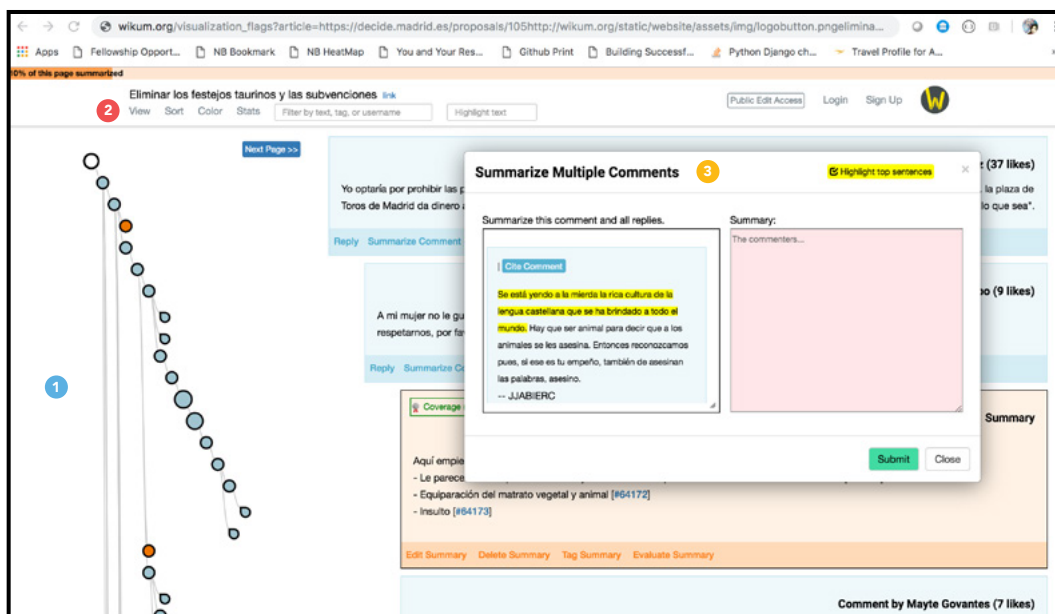 wikum.org/visualization_flags?article=https://decide.madrid.es/proposals/105http://wikum.org/static/website/assets/img/logobutton.pngelimina...
Apps Fellowship Opport... NB Bookmark NB HeatMap You and Your Res... Github Print Building Successf... Python Django ch... Travel Profile for A...
0% of this page summarized
Eliminar los festejos taurinos y las subvenciones link
2 View Sort Color Stats Filter by text, tag, or username Highlight text
Public Edit Access Login Sign Up W
Next Page >>
z (37 likes)
Yo optaría por prohibir las p
la plaza de
Toros de Madrid da dinero a
lo que sea".
Reply Summarize Comment
Summarize Multiple Comments 3 Highlight top sentences ×
Summarize this comment and all replies.
Cite Comment
Se está yendo a la mierda la rica cultura de la
lengua castellana que se ha brindado a todo el
mundo. Hay que ser animal para decir que a los
animales se les asesina. Entonces reconozcamos
pues, si ese es tu empeño, también de asesinan
las palabras, asesino.
-- JJABIERC
Summary:
The commenters...
Submit Close
oo (9 likes)
A mi mujer no le gu
respetarnos, por fav
Reply Summarize Co
1
Coverage
Summary
Aquí empie
- Le parece
- Equiparación del matrato vegetal y animal [#64172]
- Insulto [#64173]
Edit Summary Delete Summary Tag Summary Evaluate Summary
Comment by Mayte Govantes (7 likes)